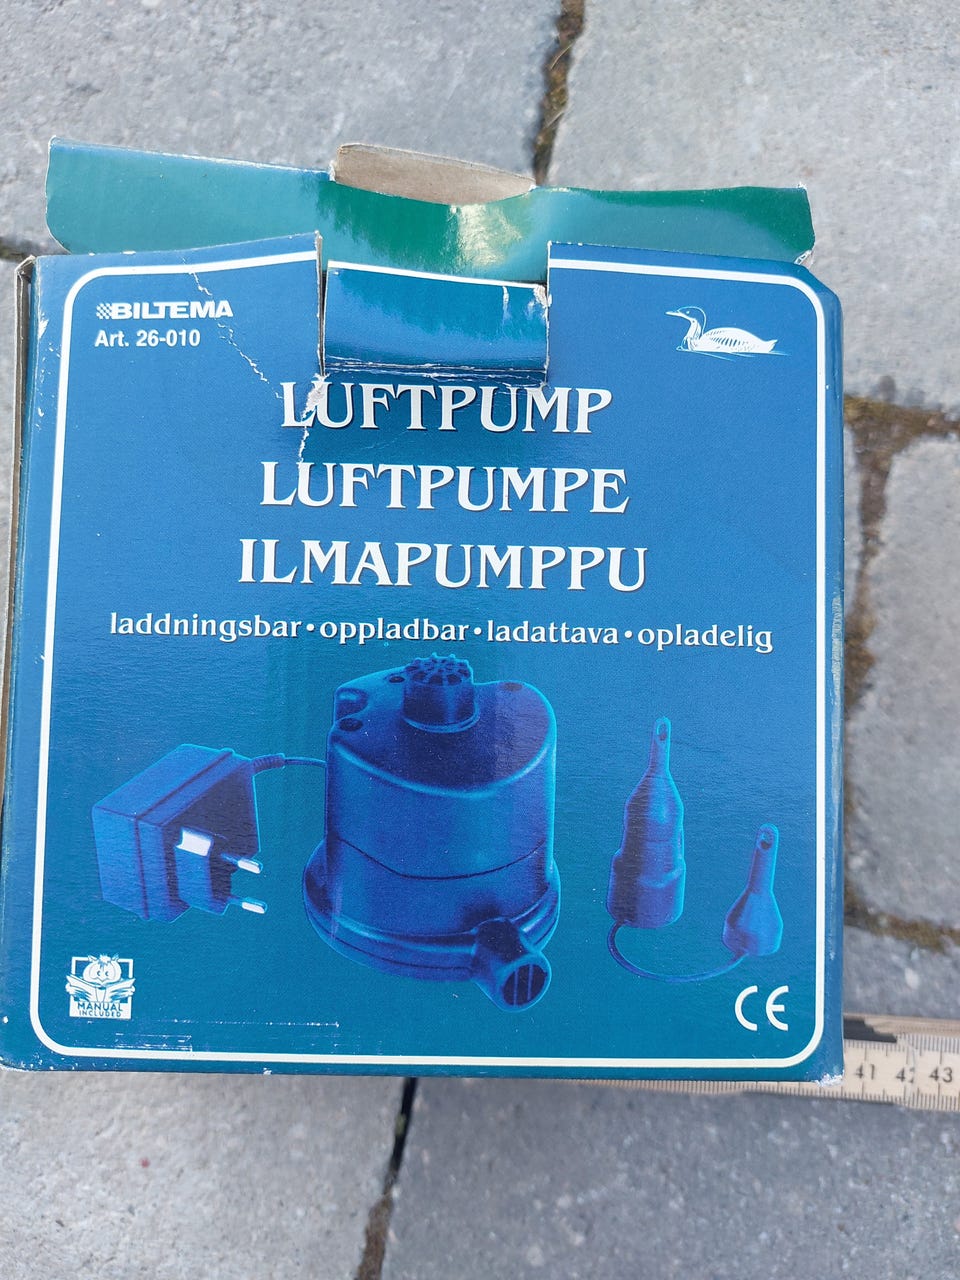 BILTEMA
Art. 26-010
LUFTPUMP
LUFTPUMPE
ILMAPUMPPU
laddningsbar • oppladbar • ladattava • opladelig
MANUAL
INCLUDED
CE
41 42 43